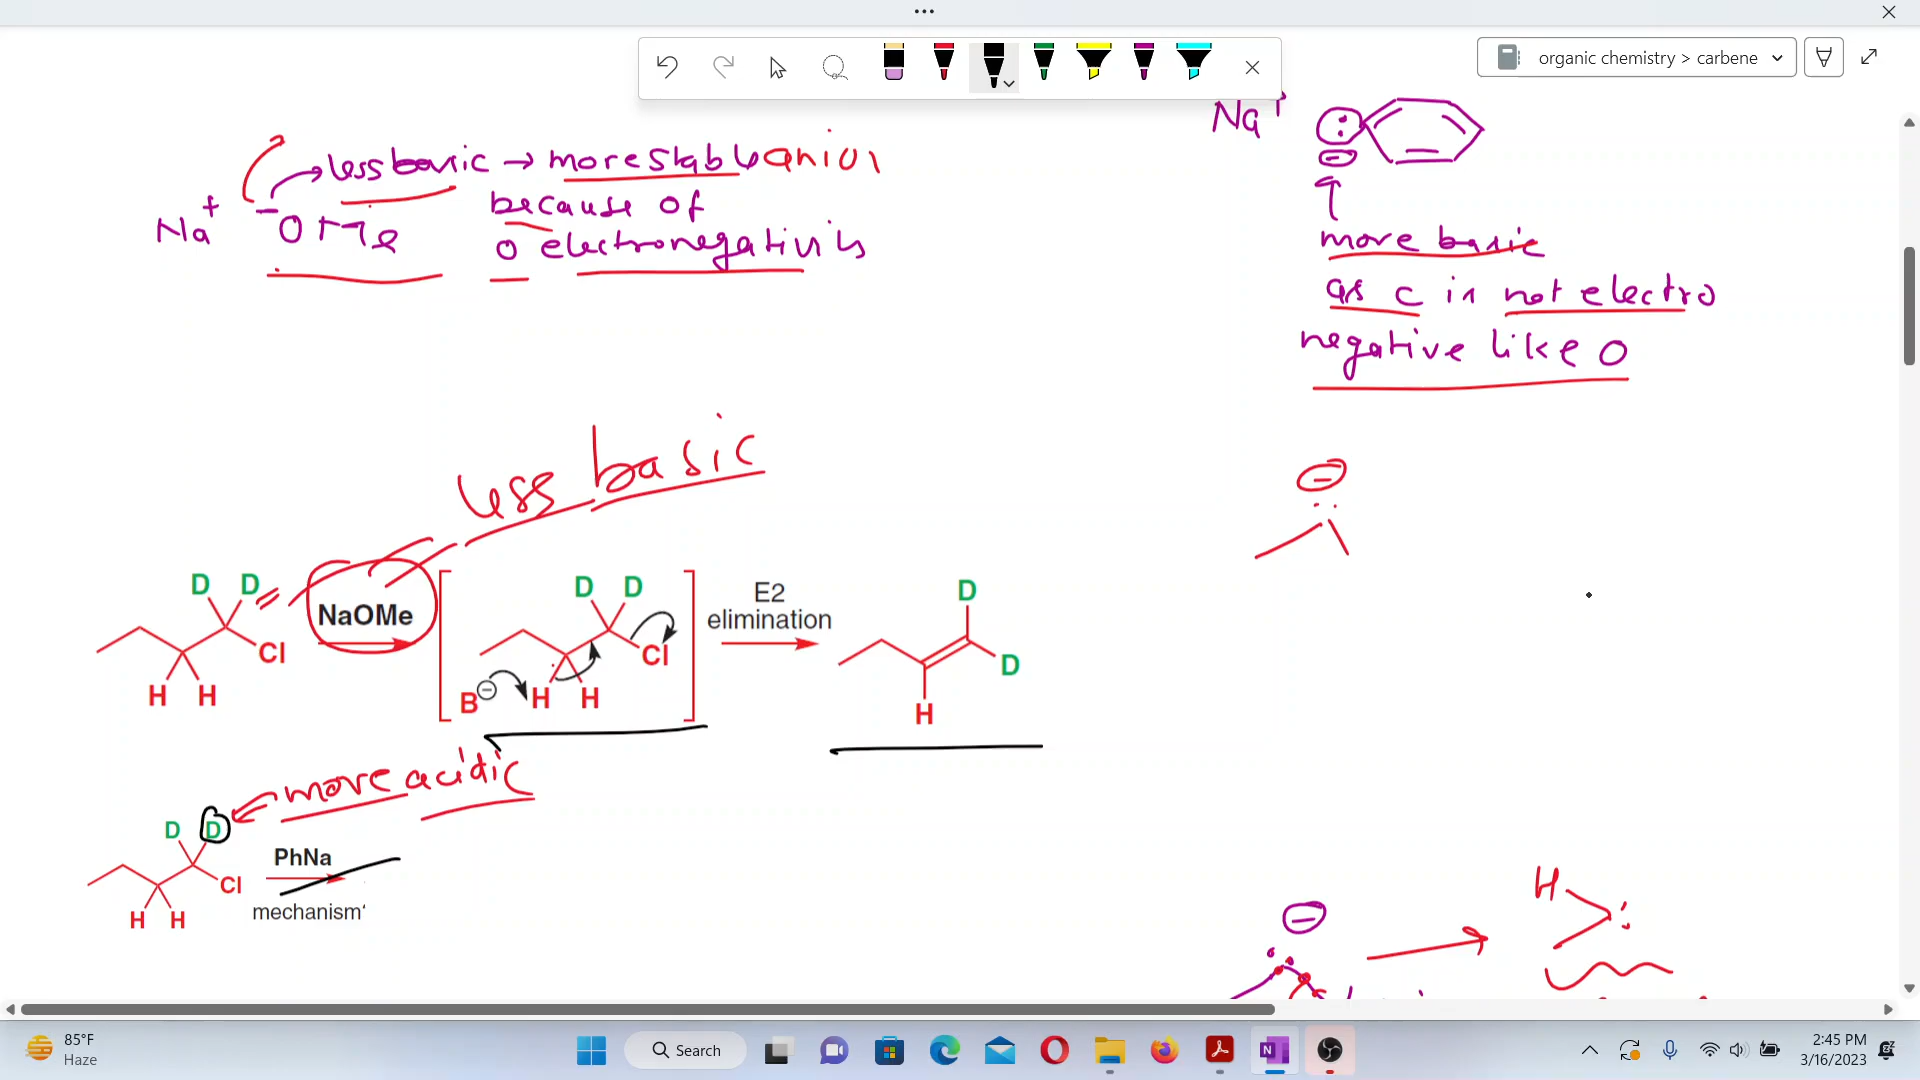 organic chemistry > carbene
Na+
less basic → more stable anion
because of
Na+ -OMe
O electronegativity
more basic
as C is not electro
negative like O
less basic
D D
NaOMe
Cl
H H
D D
Cl
B
H H
E2
elimination
D
D
H
more acidic
D D
PhNa
Cl
mechanism
H H
H
85°F
Haze
Search
2:45 PM
3/16/2023